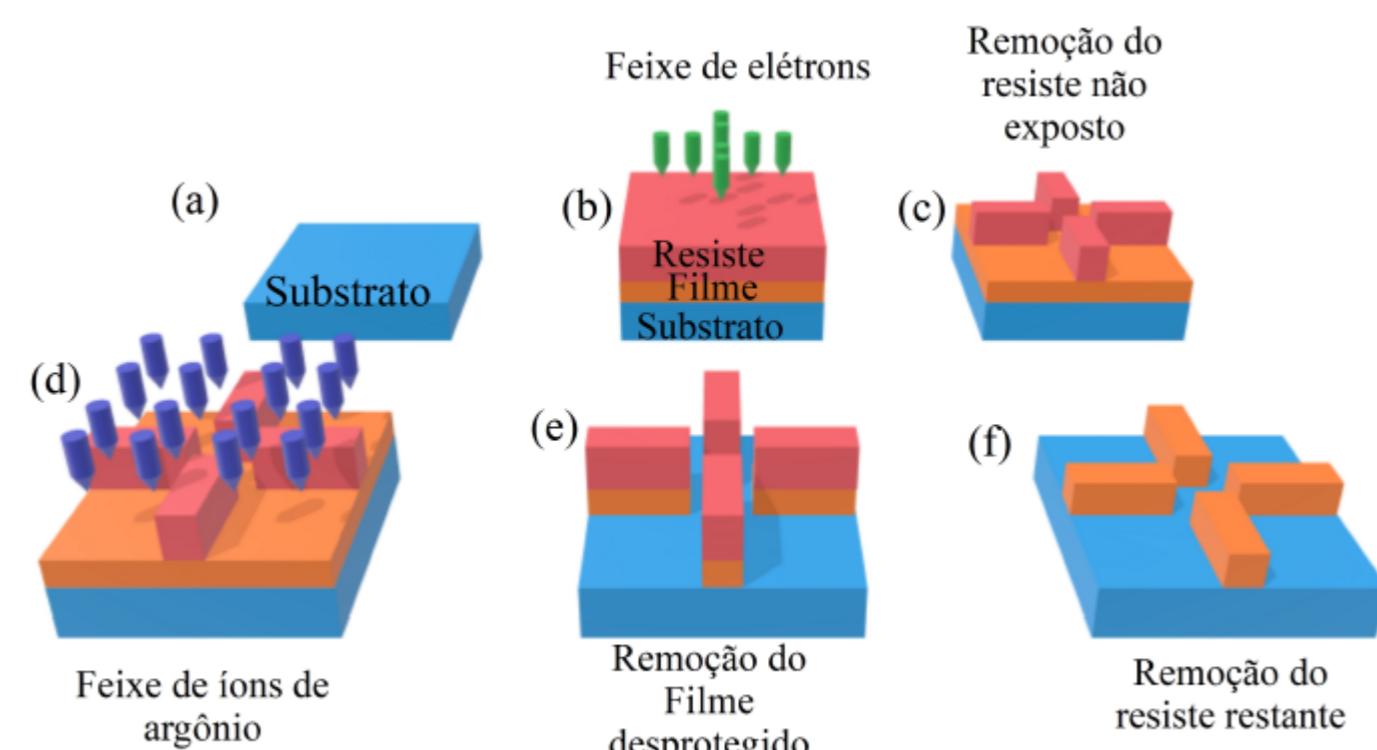 (a)
Substrato
Feixe de elétrons
(b)
Resiste
Filme
Substrato
Remoção do
resiste não
exposto
(c)
(d)
Feixe de íons de
argônio
(e)
Remoção do
Filme
desprotegido
(f)
Remoção do
resiste restante